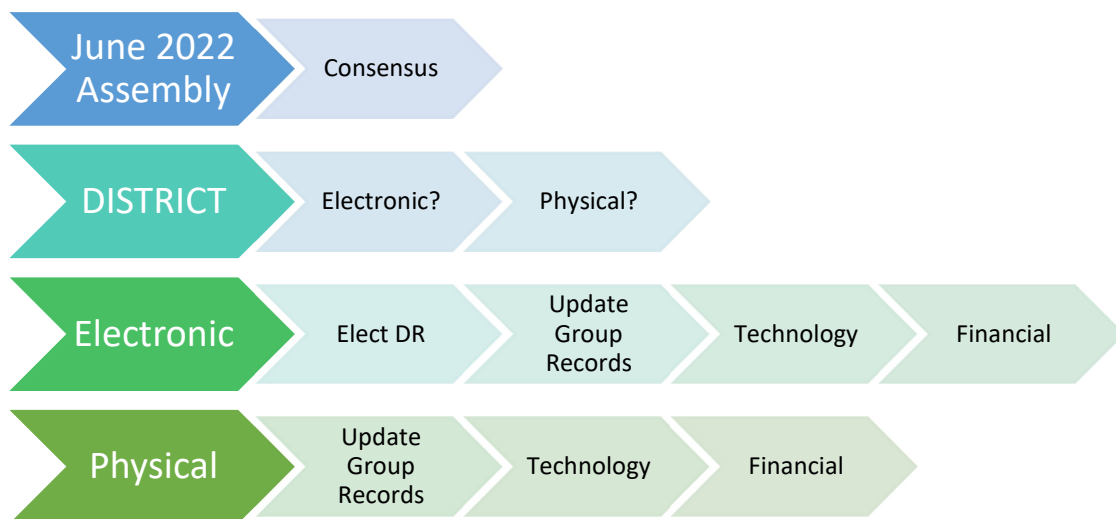 June 2022
Assembly
Consensus
DISTRICT
Electronic?
Physical?
Electronic
Elect DR
Update
Group
Records
Technology
Financial
Physical
Update
Group
Records
Technology
Financial